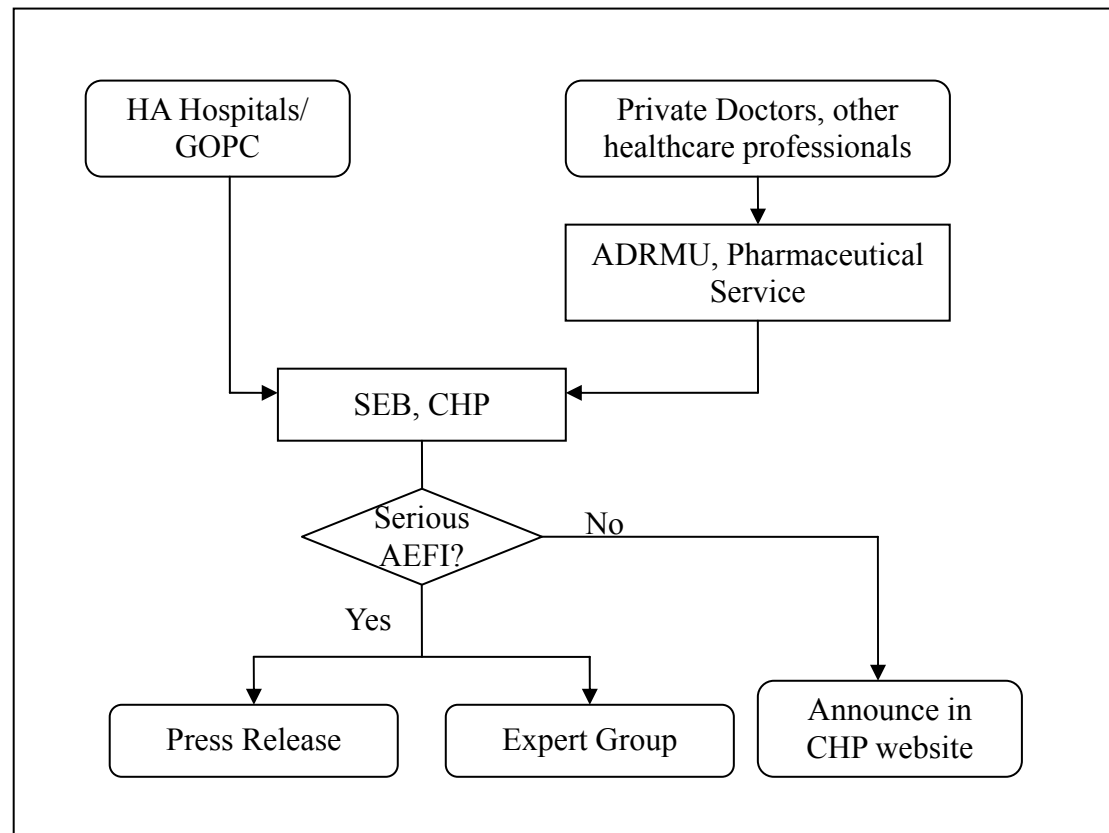 HA Hospitals/
GOPC
Private Doctors, other
healthcare professionals
ADRMU, Pharmaceutical
Service
SEB, CHP
Serious
AEFI?
No
Yes
Press Release
Expert Group
Announce in
CHP website